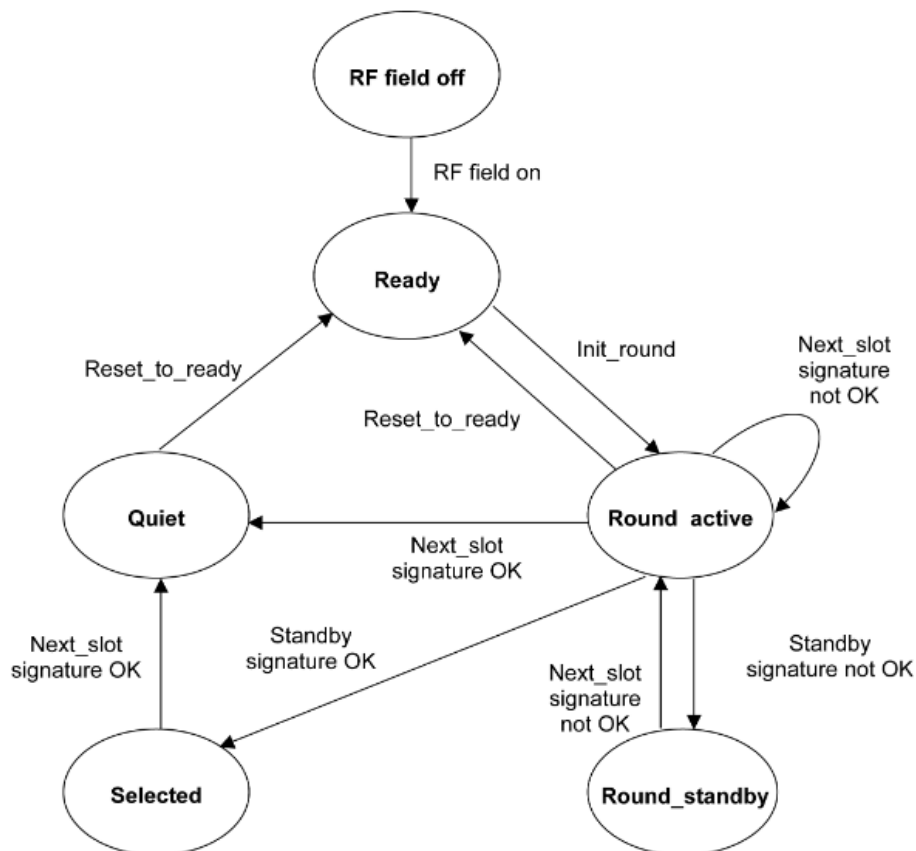 RF field off
RF field on
Ready
Init_round
Next_slot
signature
not OK
Reset_to_ready
Reset_to_ready
Quiet
Round active
Next_slot
signature OK
Next_slot
signature OK
Standby
signature OK
Next_slot
signature
not OK
Standby
signature not OK
Selected
Round_standby